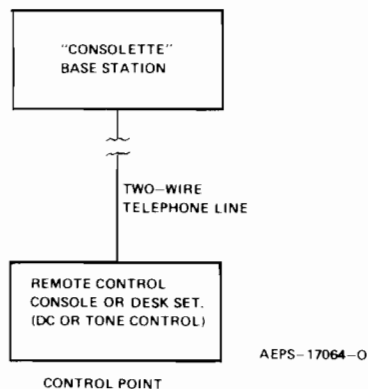 "CONSOLETTE"
BASE STATION
TWO-WIRE
TELEPHONE LINE
REMOTE CONTROL
CONSOLE OR DESK SET.
(DC OR TONE CONTROL)
AEPS-17064-O
CONTROL POINT